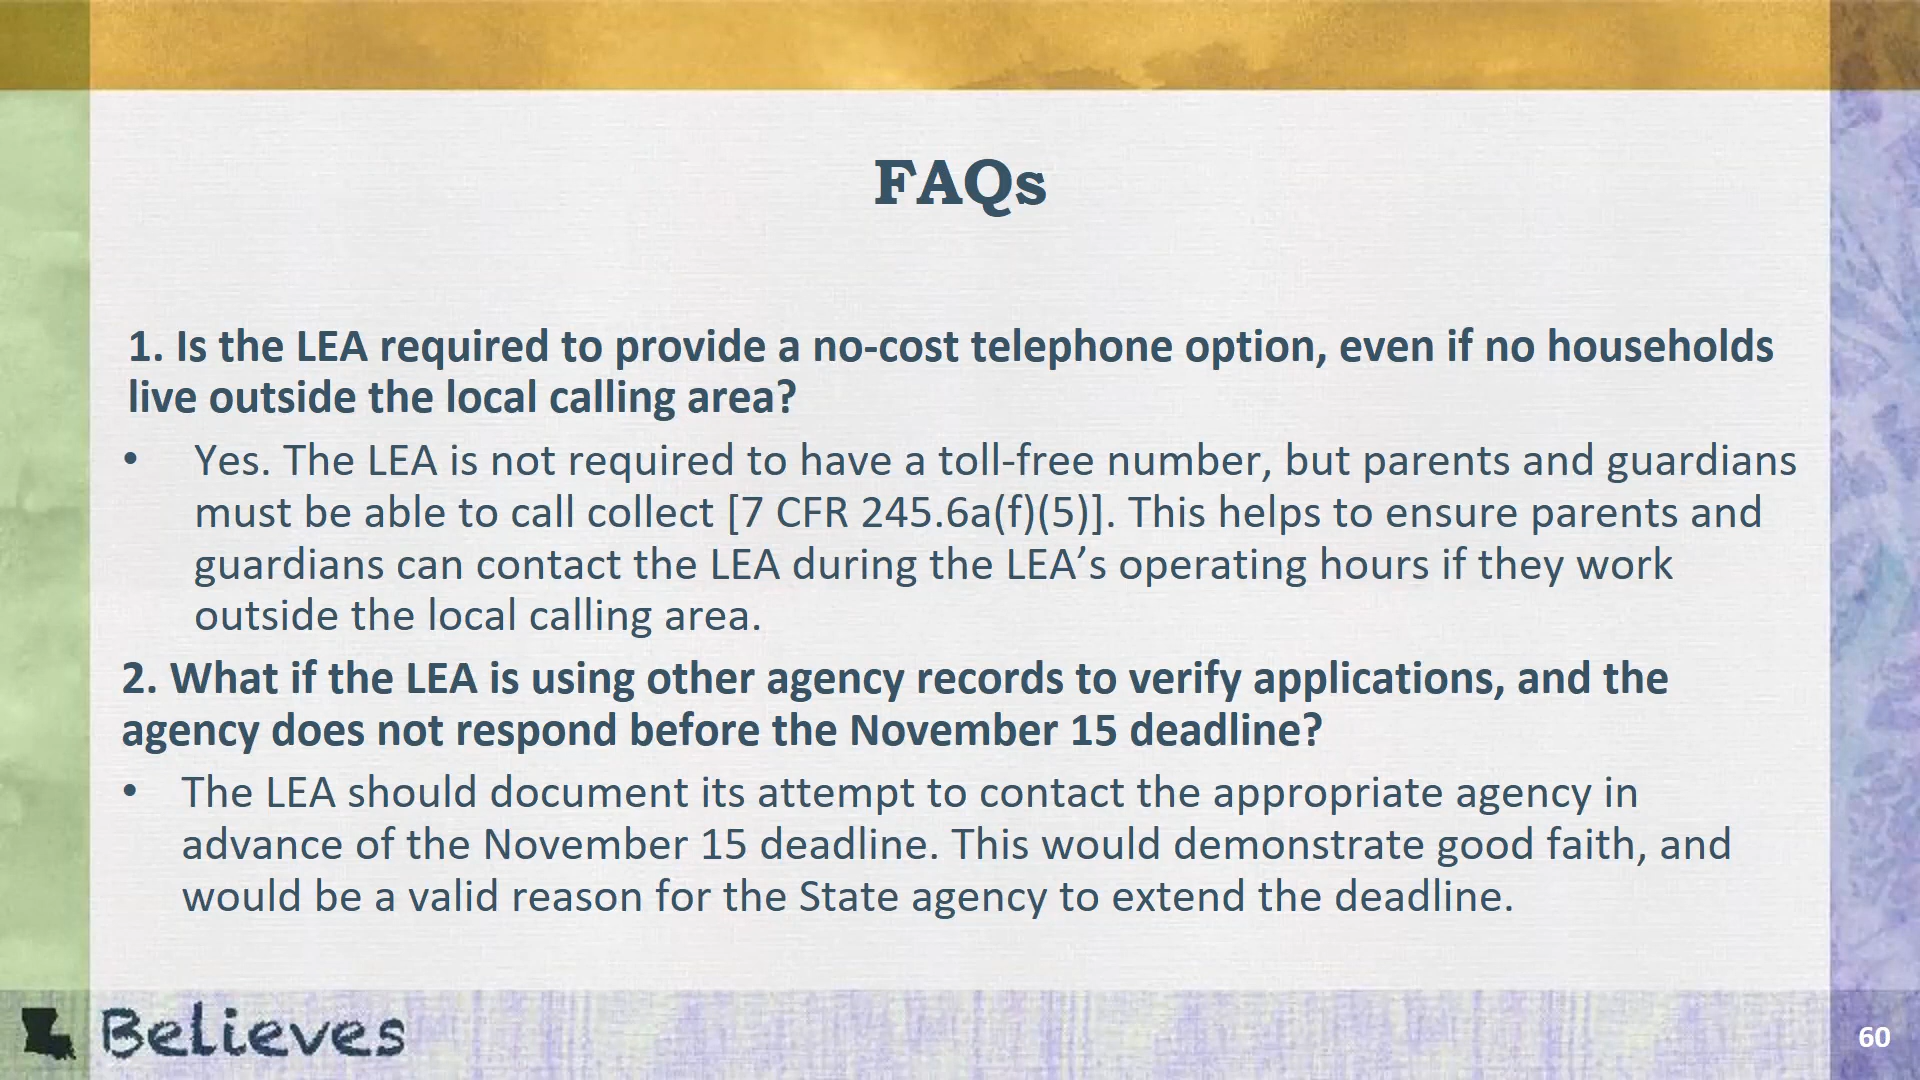 FAQs
1. Is the LEA required to provide a no-cost telephone option, even if no households
live outside the local calling area?
• Yes. The LEA is not required to have a toll-free number, but parents and guardians
must be able to call collect [7 CFR 245.6a(f)(5)]. This helps to ensure parents and
guardians can contact the LEA during the LEA’s operating hours if they work
outside the local calling area.
2. What if the LEA is using other agency records to verify applications, and the
agency does not respond before the November 15 deadline?
• The LEA should document its attempt to contact the appropriate agency in
advance of the November 15 deadline. This would demonstrate good faith, and
would be a valid reason for the State agency to extend the deadline.
Believes
60